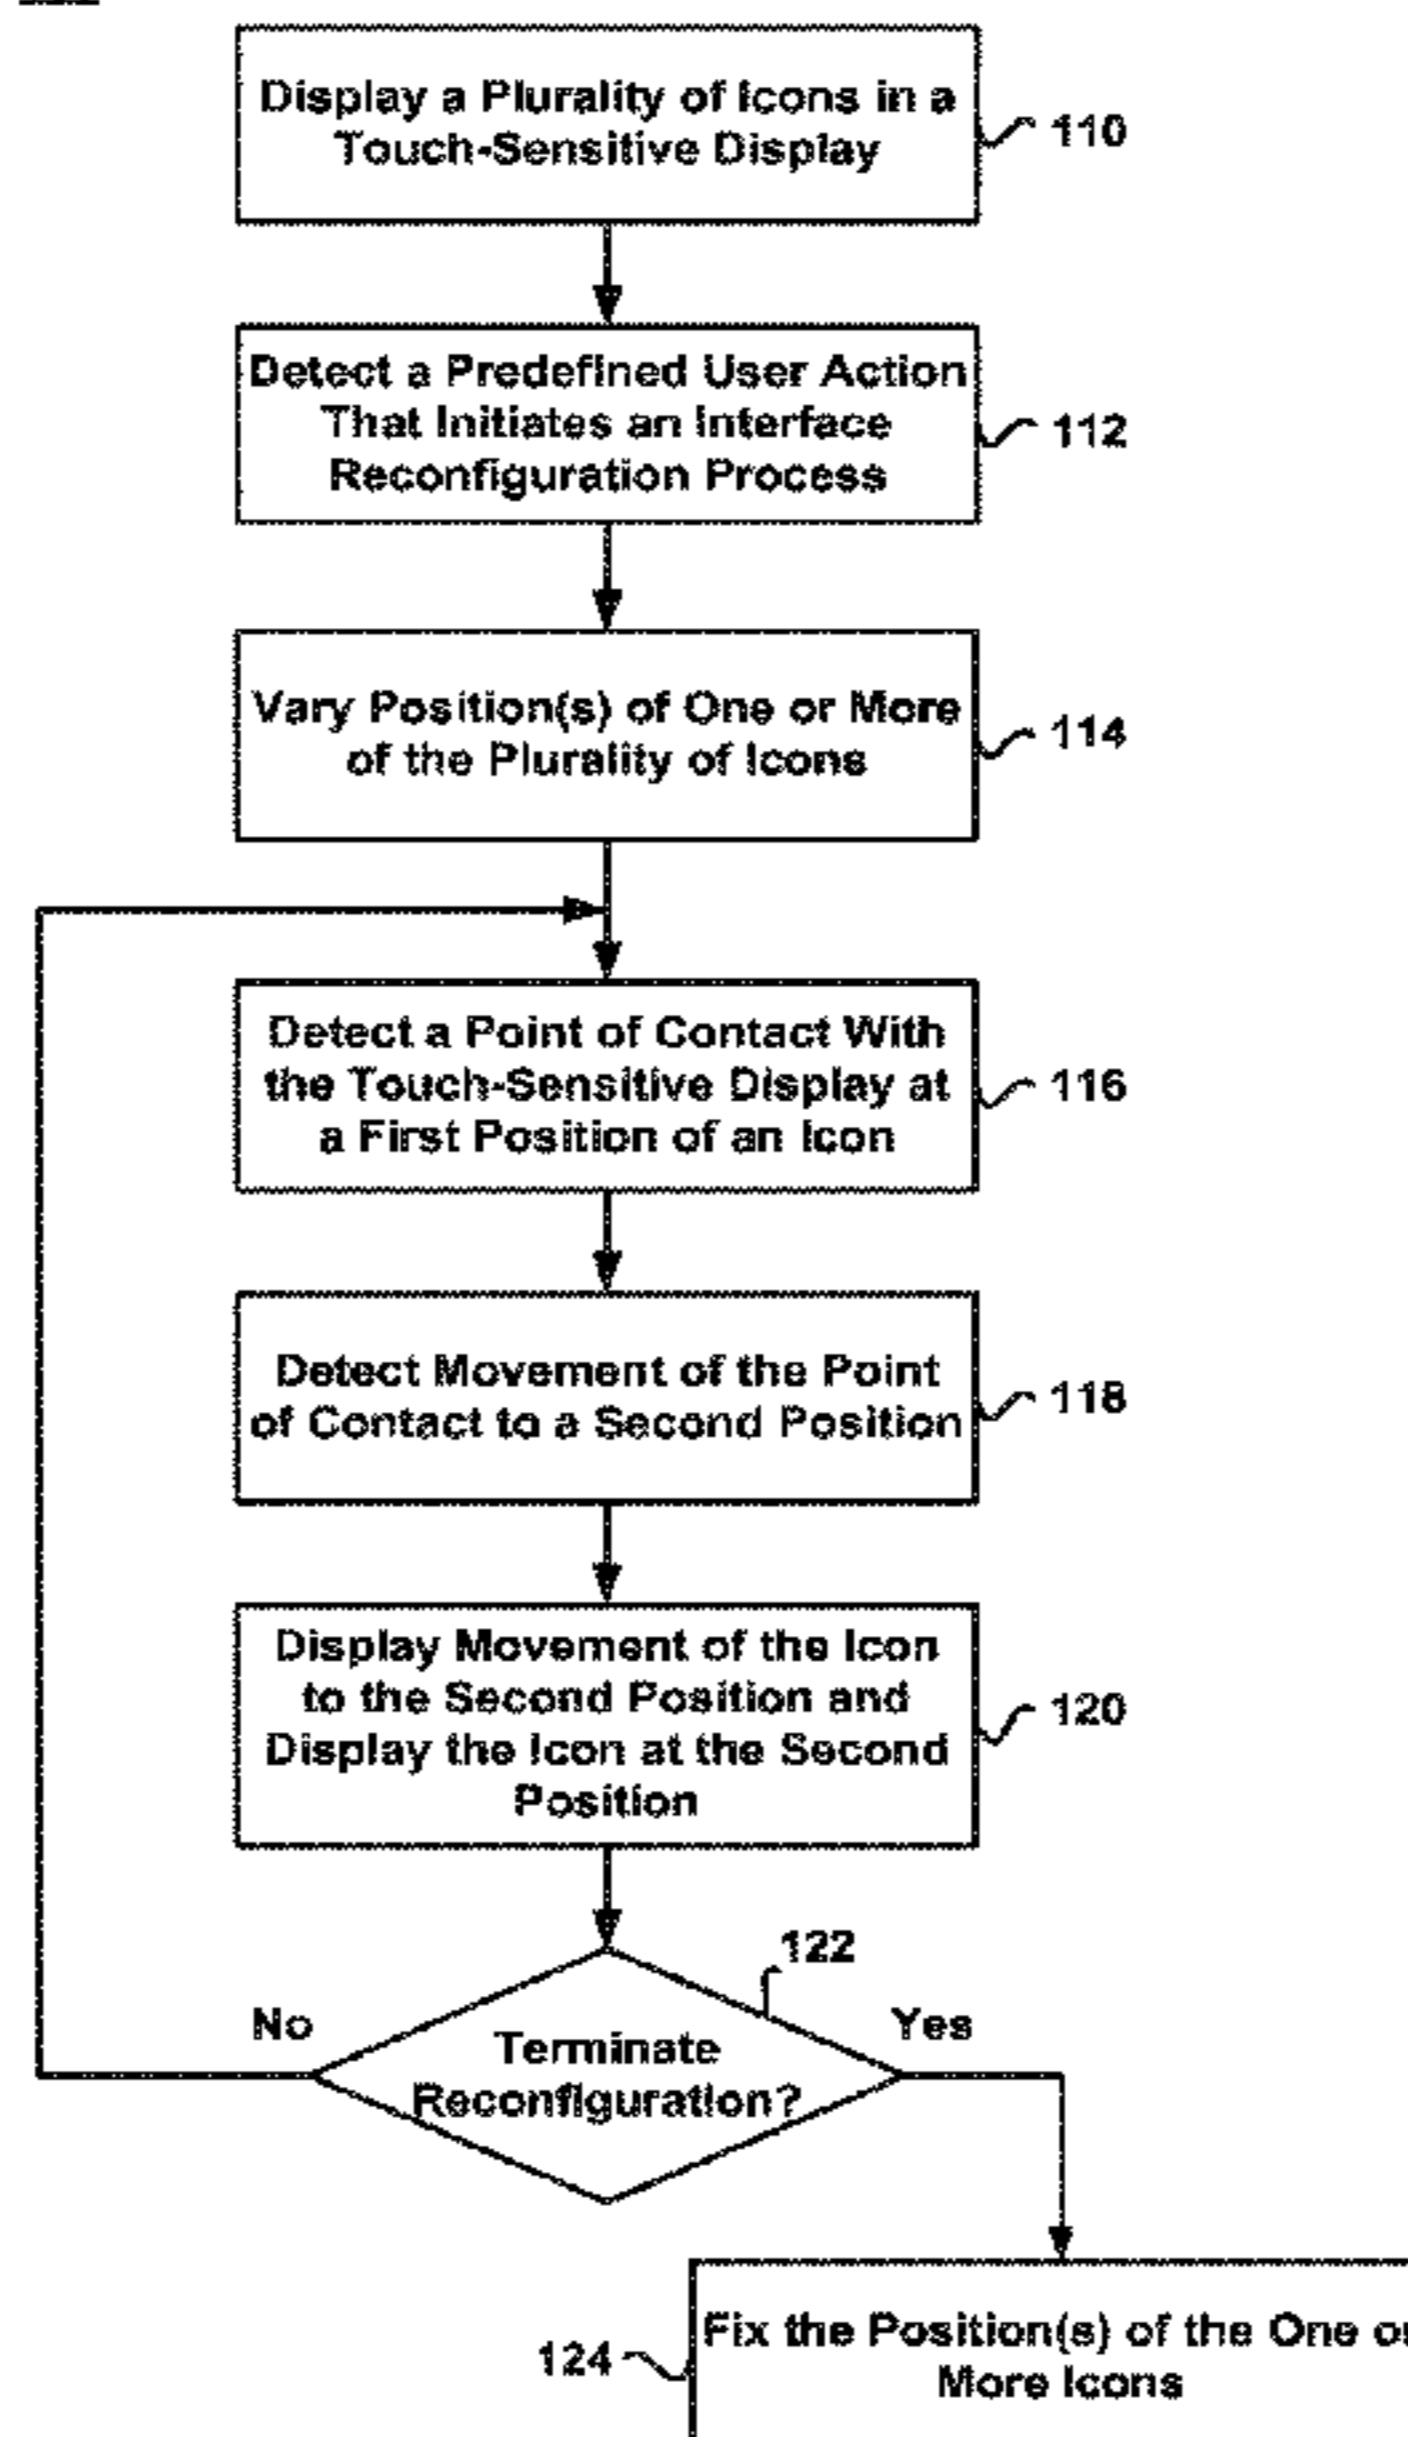 Display a Plurality of Icons in a
Touch-Sensitive Display
110
Detect a Predefined User Action
That Initiates an Interface
Reconfiguration Process
112
Vary Position(s) of One or More
of the Plurality of Icons
114
Detect a Point of Contact With
the Touch-Sensitive Display at
a First Position of an Icon
116
Detect Movement of the Point
of Contact to a Second Position
118
Display Movement of the Icon
to the Second Position and
Display the Icon at the Second
Position
120
122
No
Yes
Terminate
Reconfiguration?
Fix the Position(s) of the One
More Icons
124